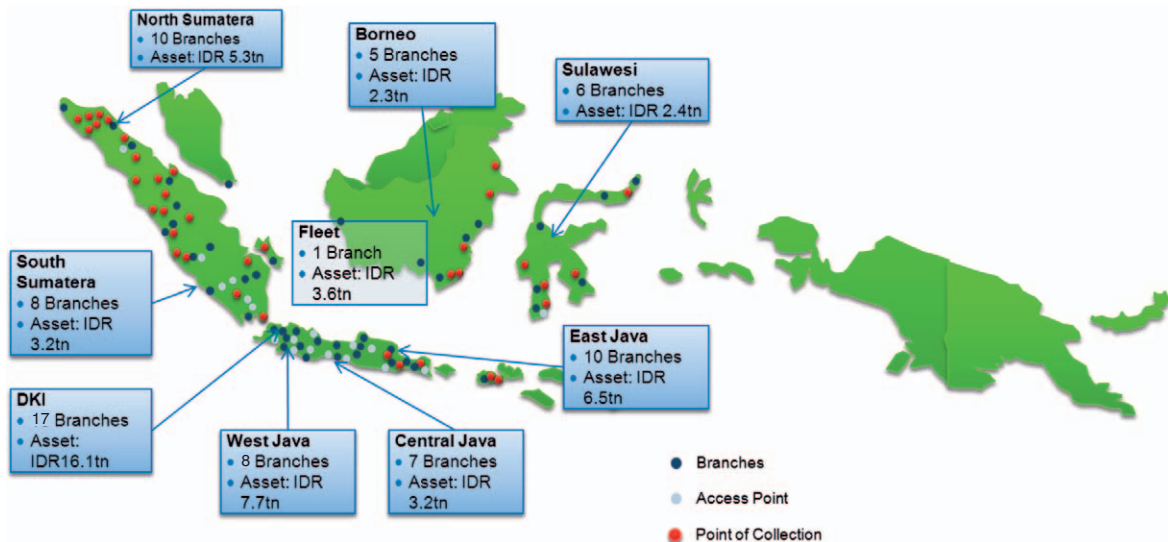 North Sumatera
• 10 Branches
• Asset: IDR 5.3tn
Borneo
• 5 Branches
• Asset: IDR
2.3tn
Sulawesi
• 6 Branches
• Asset: IDR 2.4tn
Fleet
• 1 Branch
• Asset: IDR
3.6tn
South
Sumatera
• 8 Branches
• Asset: IDR
3.2tn
East Java
• 10 Branches
• Asset: IDR
6.5tn
DKI
• 17 Branches
• Asset:
IDR16.1tn
West Java
• 8 Branches
• Asset: IDR
7.7tn
Central Java
• 7 Branches
• Asset: IDR
3.2tn
Branches
Access Point
Point of Collection